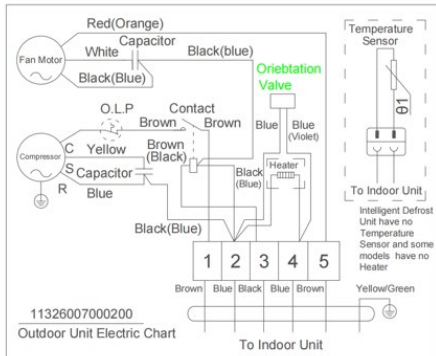 Red(Orange)
Fan Motor
White
Capacitor
Black(Blue)
Black(blue)
Oriebtation
Valve
Temperature
Sensor
θ1
O.L.P
Contact
Brown
Brown
Blue
Blue
(Violet)
Compressor
C
Yellow
Brown
(Black)
S
Capacitor
R
Blue
Black
(Blue)
Heater
To Indoor Unit
Black(Blue)
Intelligent Defrost
Unit have no
Temperature
Sensor and some
models have no
Heater
1 2 3 4 5
Brown Blue Black Blue Brown
Yellow/Green
11326007000200
Outdoor Unit Electric Chart
To Indoor Unit